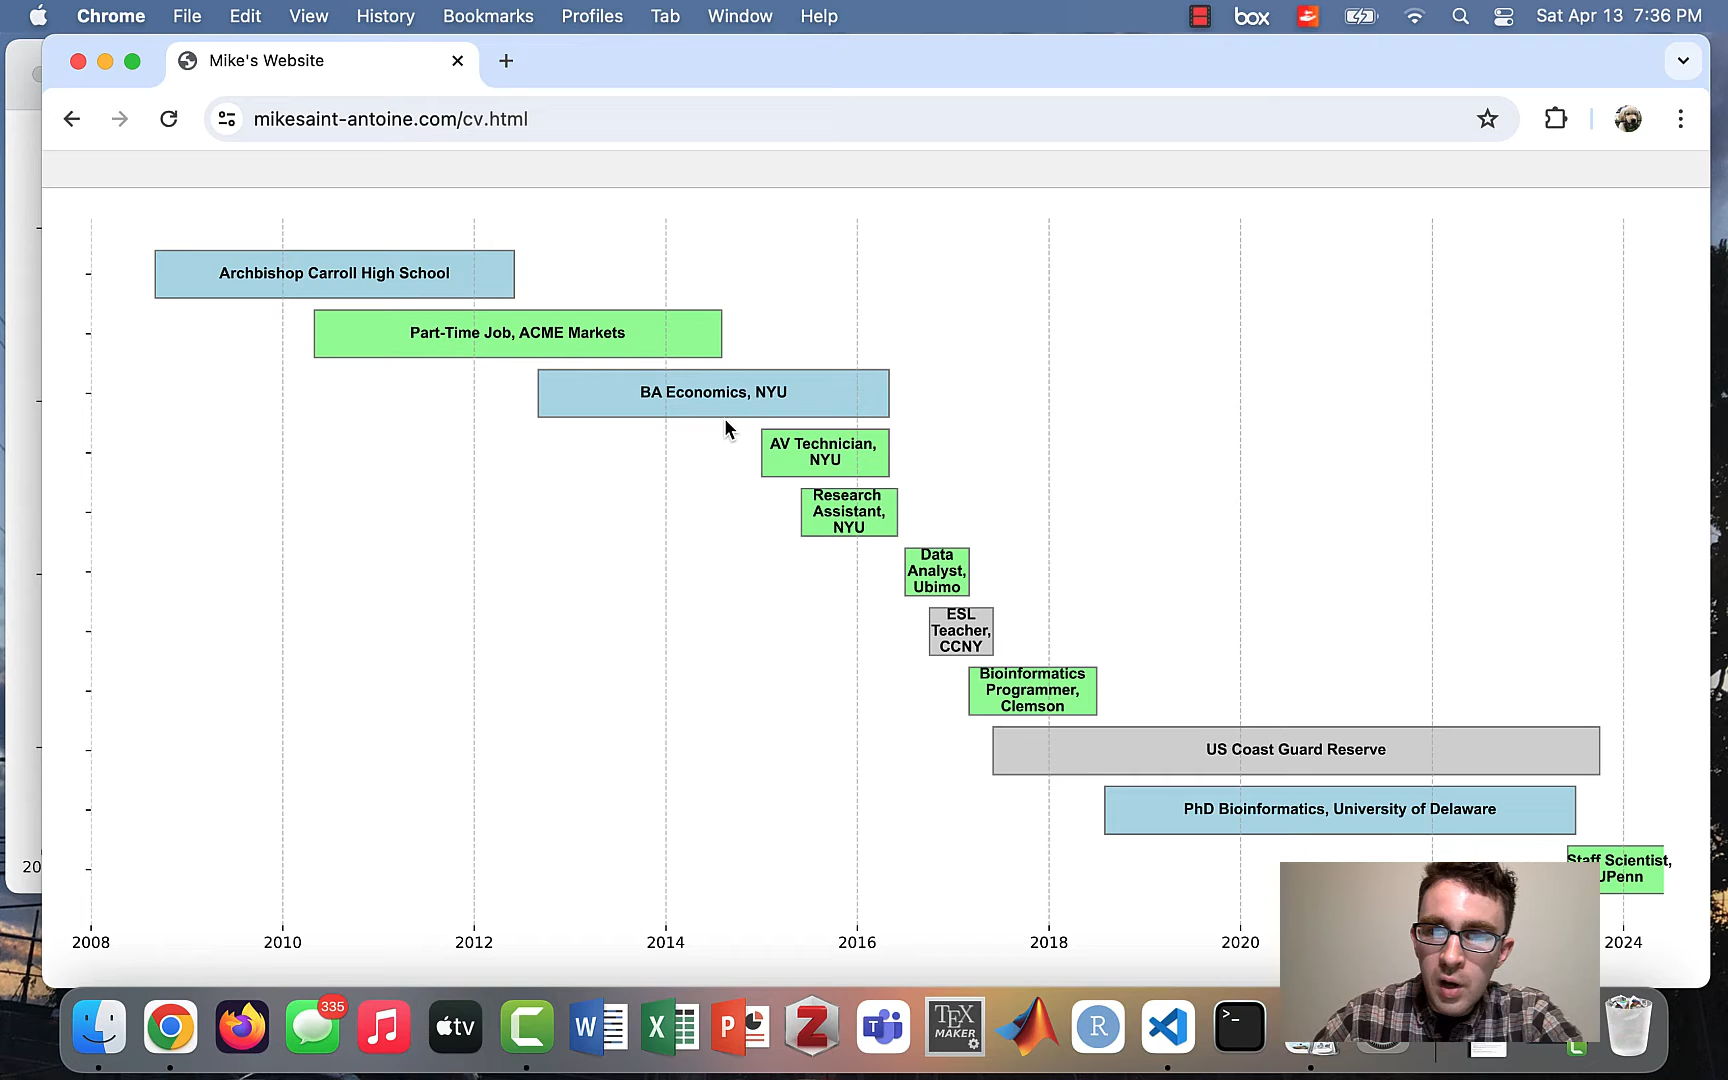 Chrome File Edit View History Bookmarks Profiles Tab Window Help box Sat Apr 13 7:36 PM
Mike's Website
mikesaint-antoine.com/cv.html
Archbishop Carroll High School
Part-Time Job, ACME Markets
BA Economics, NYU
AV Technician,
NYU
Research
Assistant,
NYU
Data
Analyst,
Ubimo
ESL
Teacher,
CCNY
Bioinformatics
Programmer,
Clemson
US Coast Guard Reserve
PhD Bioinformatics, University of Delaware
Staff Scientist,
UPenn
20
2008 2010 2012 2014 2016 2018 2020 2024
335
tv
W
X
P
Z
T
TEX
MAKER
R
>_